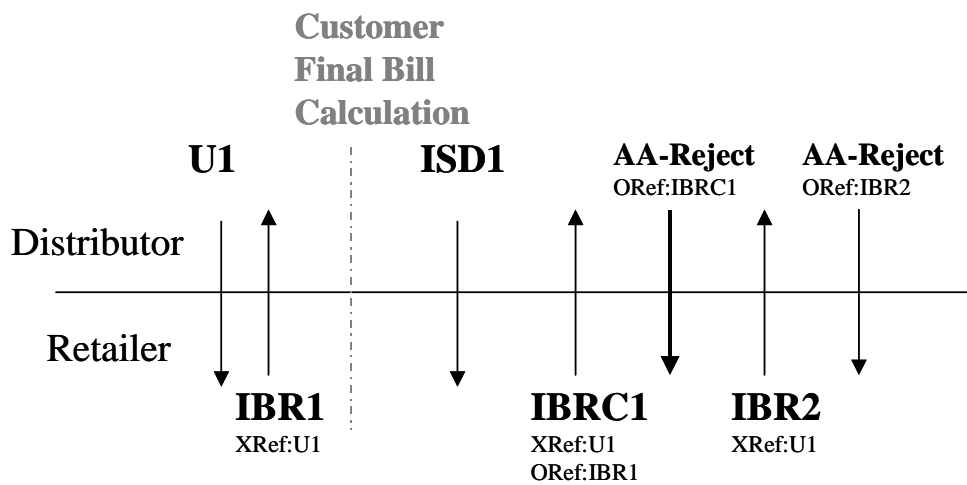 Customer
Final Bill
Calculation
U1
ISD1
AA-Reject
ORef:IBRC1
AA-Reject
ORef:IBR2
Distributor
Retailer
IBR1
XRef:U1
IBRC1
XRef:U1
ORef:IBR1
IBR2
XRef:U1